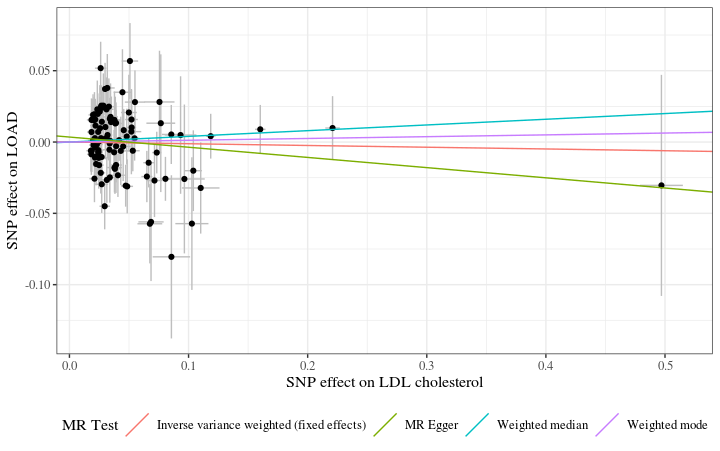 SNP effect on LOAD
0.05
0.00
-0.05
-0.10
0.0 0.1 0.2 0.3 0.4 0.5
SNP effect on LDL cholesterol
MR Test Inverse variance weighted (fixed effects) MR Egger Weighted median Weighted mode